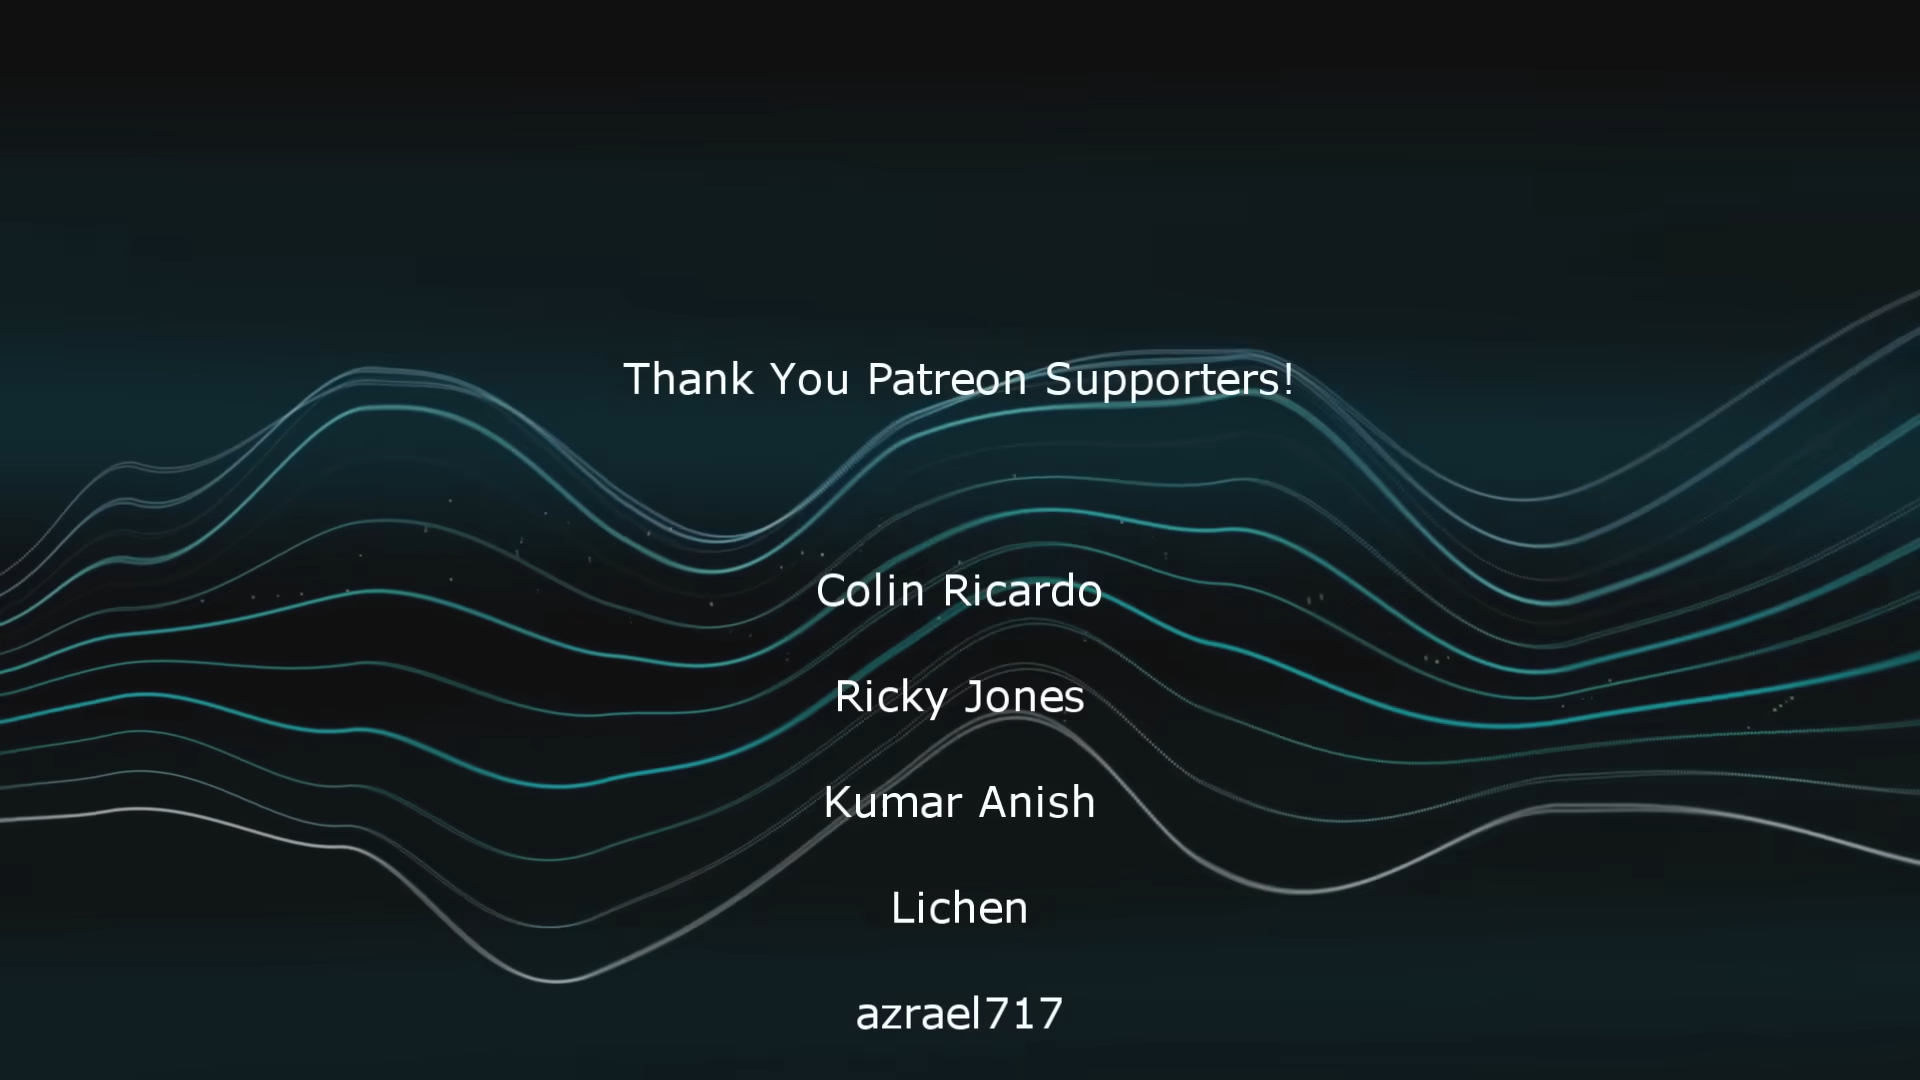 Thank You Patreon Supporters!
Colin Ricardo
Ricky Jones
Kumar Anish
Lichen
azrael717